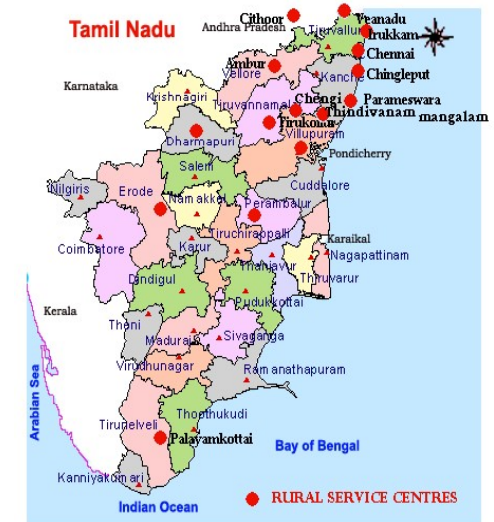 Tamil Nadu
Cithoor
Veanadu
Andhra Pradesh
Tiruvallur
Irukkam
Chennai
Ambur
Vellore
Kanche
Chingleput
Karnataka
Krishnagiri
Tiruvannamalai
Chengi
Parameswara
mangalam
Thindivanam
Tirukonur
Villupuram
Dharmapuri
Pondicherry
Salem
Cuddalore
Nilgiris
Erode
Namakkal
Perambalur
Coimbatore
Karur
Tiruchirappalli
Karaikal
Nagapattinam
Thanjavur
Thiruvarur
Dindigul
Pudukkottai
Kerala
Theni
Madurai
Sivaganga
Virudhunagar
Ramanathapuram
Arabian Sea
Thoothukudi
Tirunelveli
Palayamkottai
Bay of Bengal
Kanniyakumari
Indian Ocean
RURAL SERVICE CENTRES